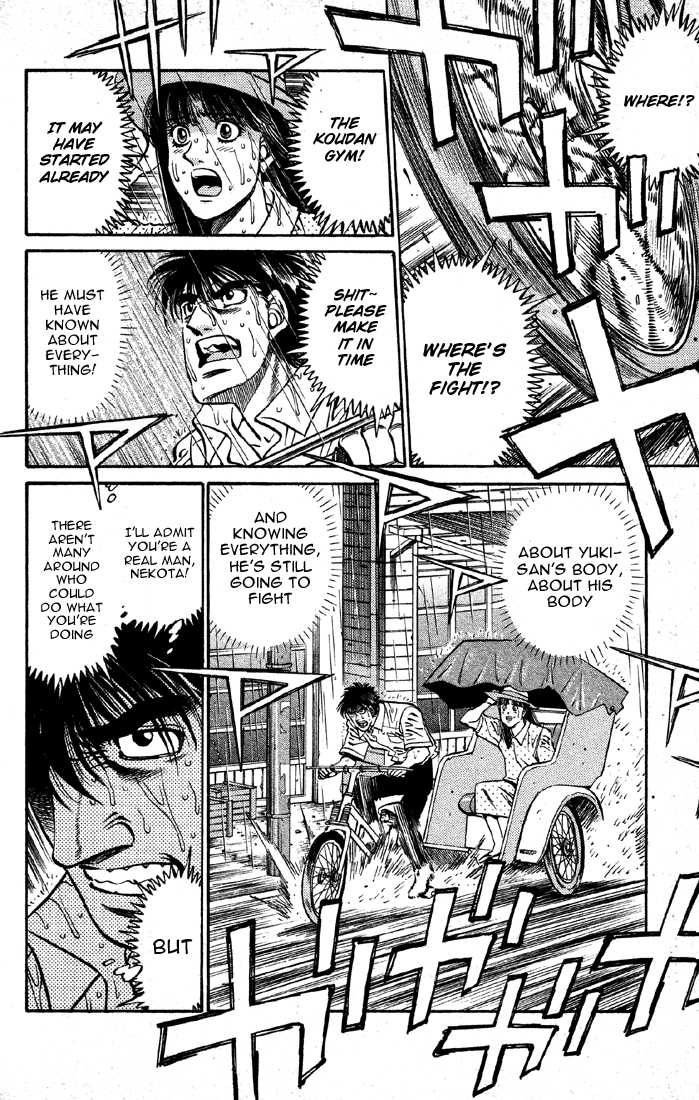 WHERE!?
WHERE'S
THE
FIGHT!?
THE
KOUDAN
GYM!
IT MAY
HAVE
STARTED
ALREADY
SHIT~
PLEASE
MAKE
IT IN
TIME
HE MUST
HAVE
KNOWN
ABOUT
EVERY-
THING!
ABOUT YUKI-
SAN'S BODY,
ABOUT HIS
BODY
AND
KNOWING
EVERYTHING,
HE'S STILL
GOING TO
FIGHT
I'LL ADMIT
YOU'RE A
REAL MAN,
NEKOTA!
THERE
AREN'T
MANY
AROUND
WHO
COULD
DO WHAT
YOU'RE
DOING
BUT